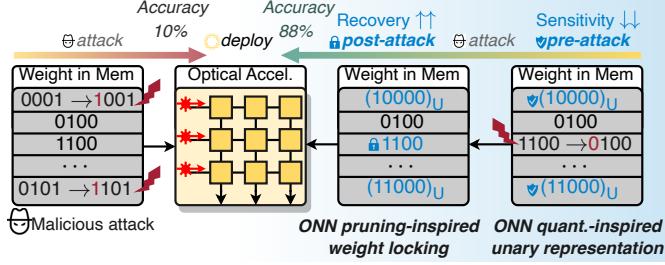 Accuracy 10%
Accuracy 88%
Recovery ↑↑
Sensitivity ↓↓
attack
deploy
post-attack
attack
pre-attack
Weight in Mem
0001 →1001
0100
1100
...
0101 →1101
Malicious attack
Optical Accel.
Weight in Mem
(10000)U
0100
1100
...
(11000)U
ONN pruning-inspired
weight locking
Weight in Mem
(10000)U
0100
1100 →0100
...
(11000)U
ONN quant.-inspired
unary representation